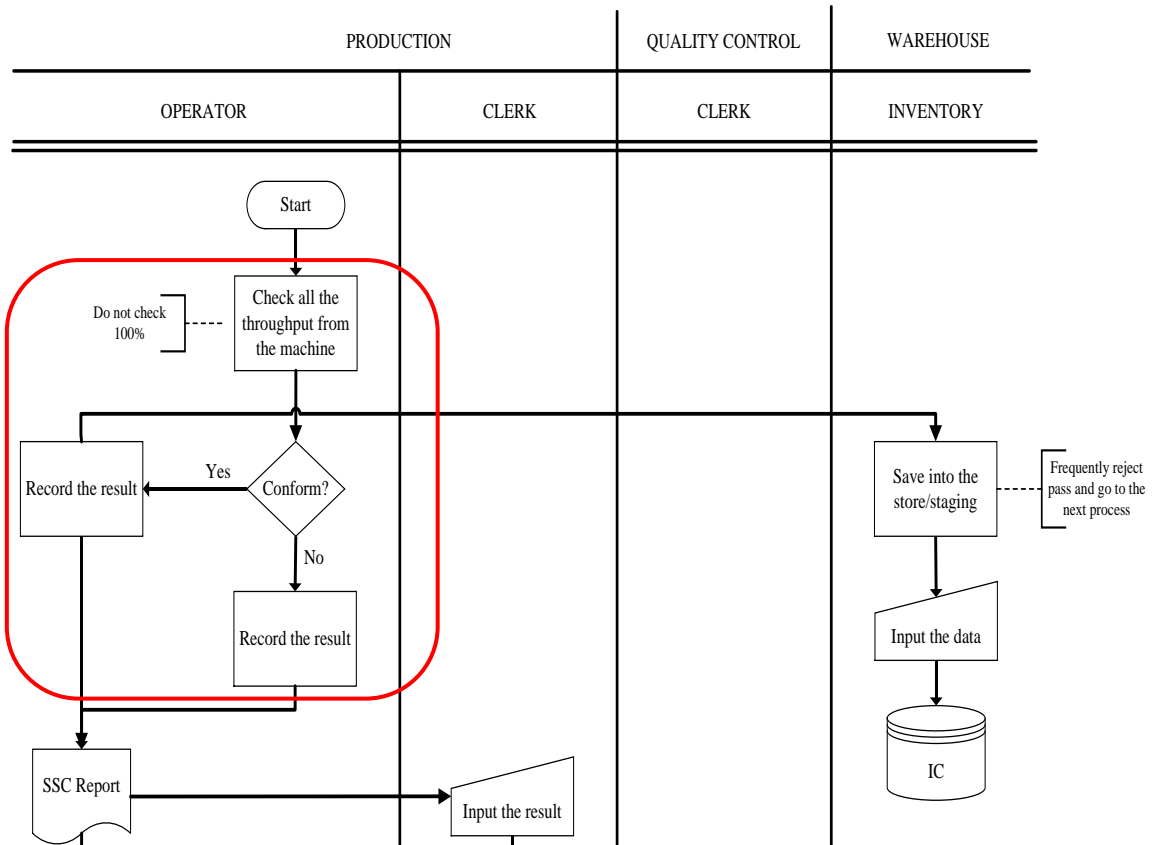 PRODUCTION
QUALITY CONTROL
WAREHOUSE
OPERATOR
CLERK
CLERK
INVENTORY
Start
Check all the
throughput from
the machine
Do not check
100%
Record the result
Yes
Conform?
No
Record the result
Save into the
store/staging
Frequently reject
pass and go to the
next process
Input the data
IC
SSC Report
Input the result